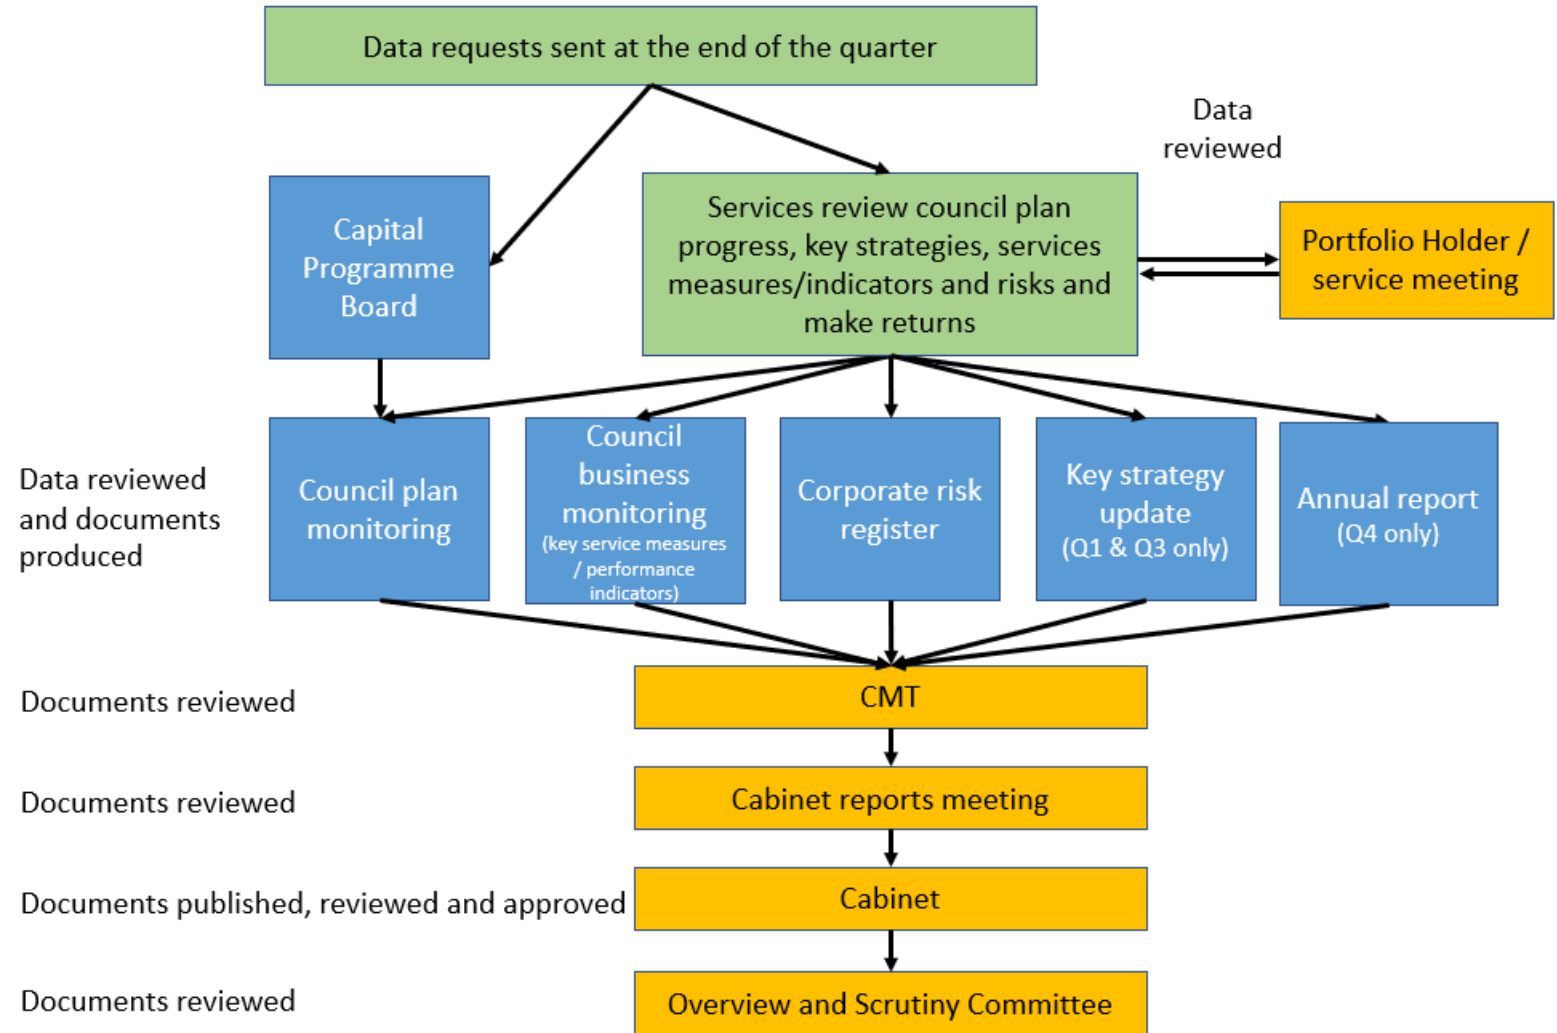 Data requests sent at the end of the quarter
Data
reviewed
Capital
Programme
Board
Services review council plan
progress, key strategies, services
measures/indicators and risks and
make returns
Portfolio Holder /
service meeting
Data reviewed
and documents
produced
Council plan
monitoring
Council
business
monitoring
(key service measures
/ performance
indicators)
Corporate risk
register
Key strategy
update
(Q1 & Q3 only)
Annual report
(Q4 only)
Documents reviewed
CMT
Documents reviewed
Cabinet reports meeting
Documents published, reviewed and approved
Cabinet
Documents reviewed
Overview and Scrutiny Committee